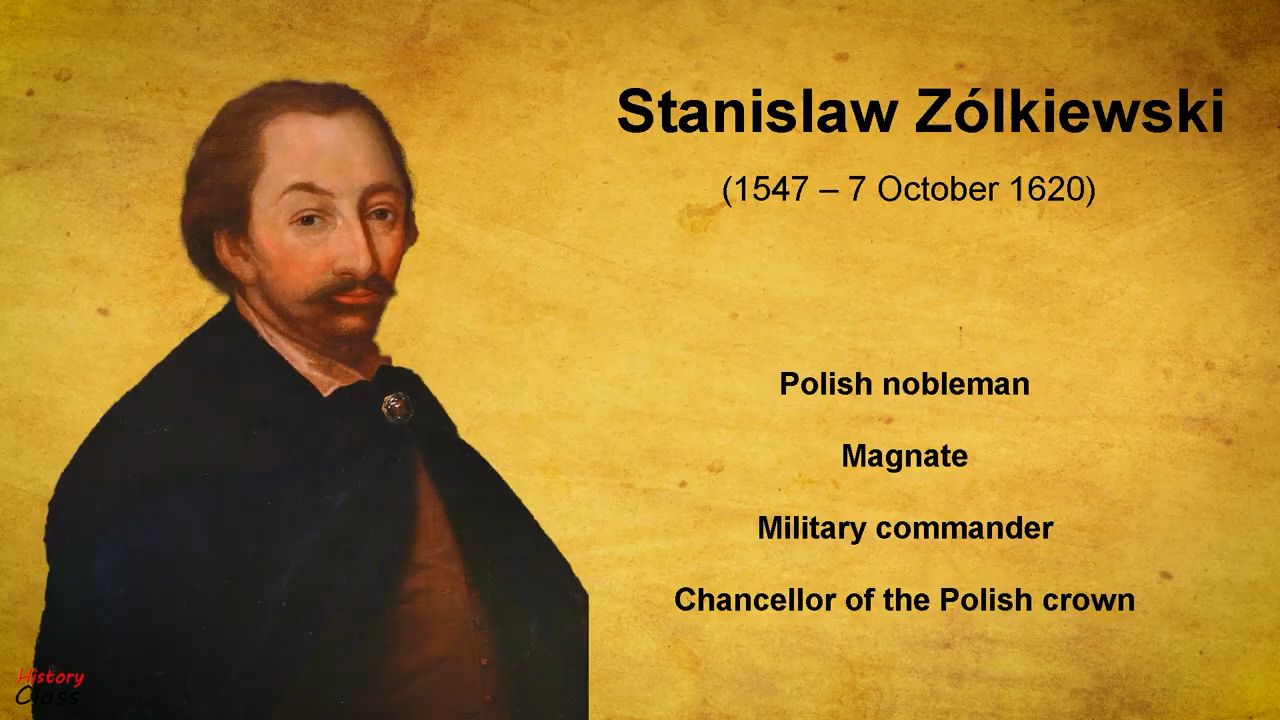 Stanislaw Zólkiewski
(1547 – 7 October 1620)
Polish nobleman
Magnate
Military commander
Chancellor of the Polish crown
History
Class